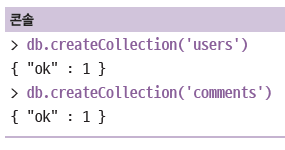 콘솔
> db.createCollection('users')
{ "ok" : 1 }
> db.createCollection('comments')
{ "ok" : 1 }